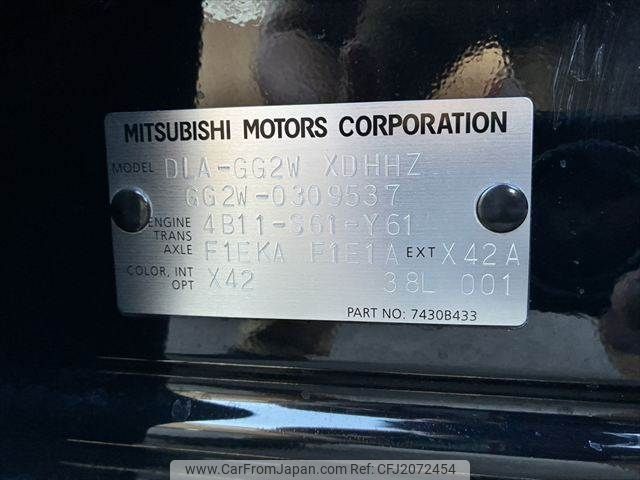 MITSUBISHI MOTORS CORPORATION
MODEL DLA-GG2W XDHHZ
GG2W-0309537
ENGINE 4B11-S61-Y61
TRANS
AXLE F1EKA F1E1A EXT X42A
COLOR, INT X42 38L 001
OPT
PART NO: 7430B433
www.CarFromJapan.com | Ref No: CFJ2072454